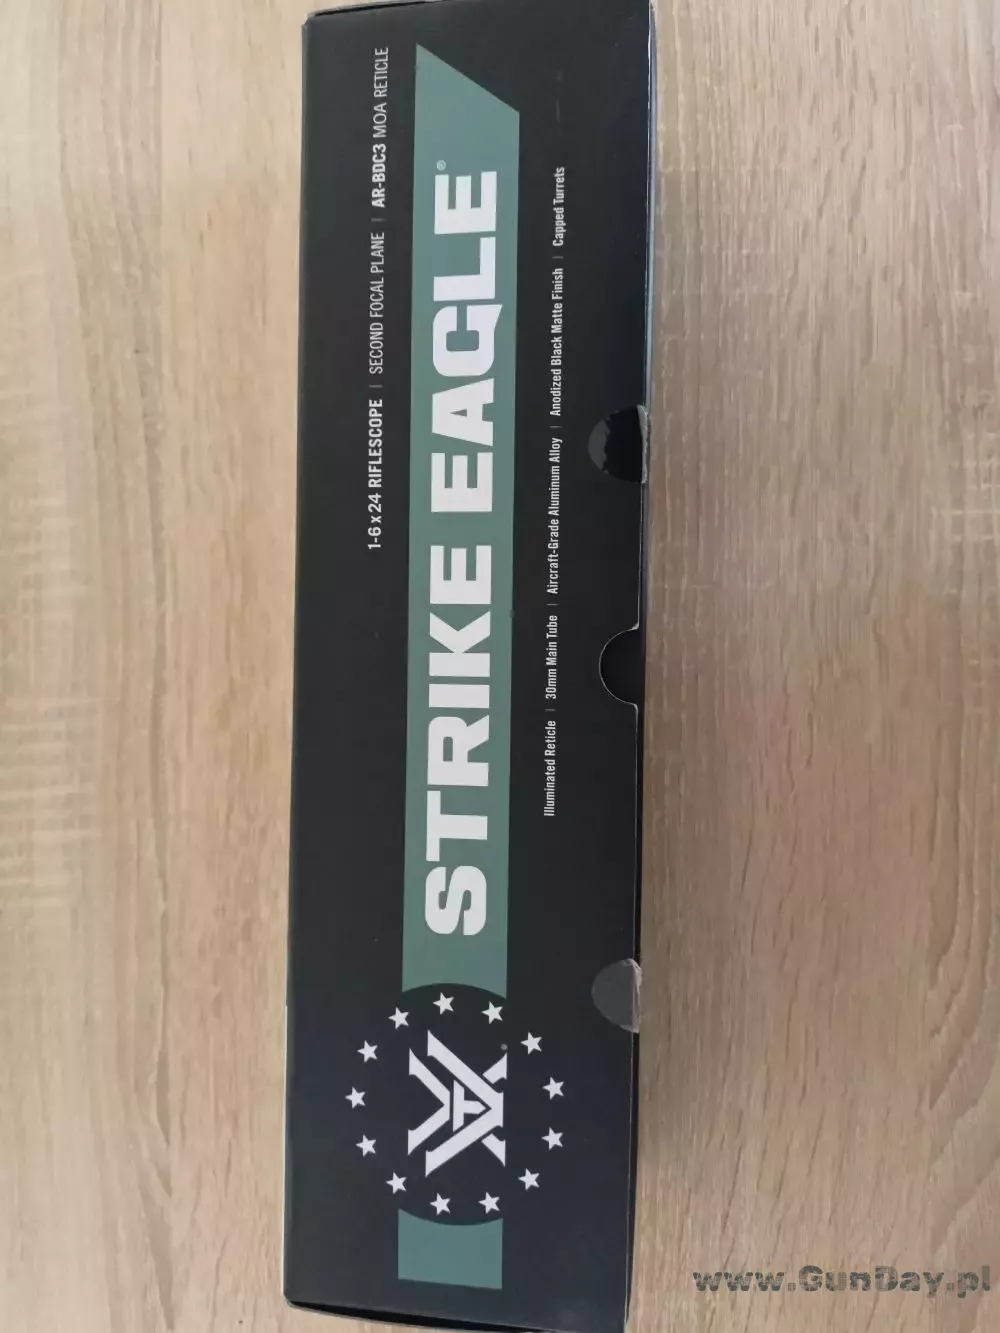 1-6 x 24 RIFLESCOPE | SECOND FOCAL PLANE | AR-BDC3 MOA RETICLE
STRIKE EAGLE®
Illuminated Reticle | 30mm Main Tube | Aircraft-Grade Aluminum Alloy | Anodized Black Matte Finish | Capped Turrets
www.GunDay.pl